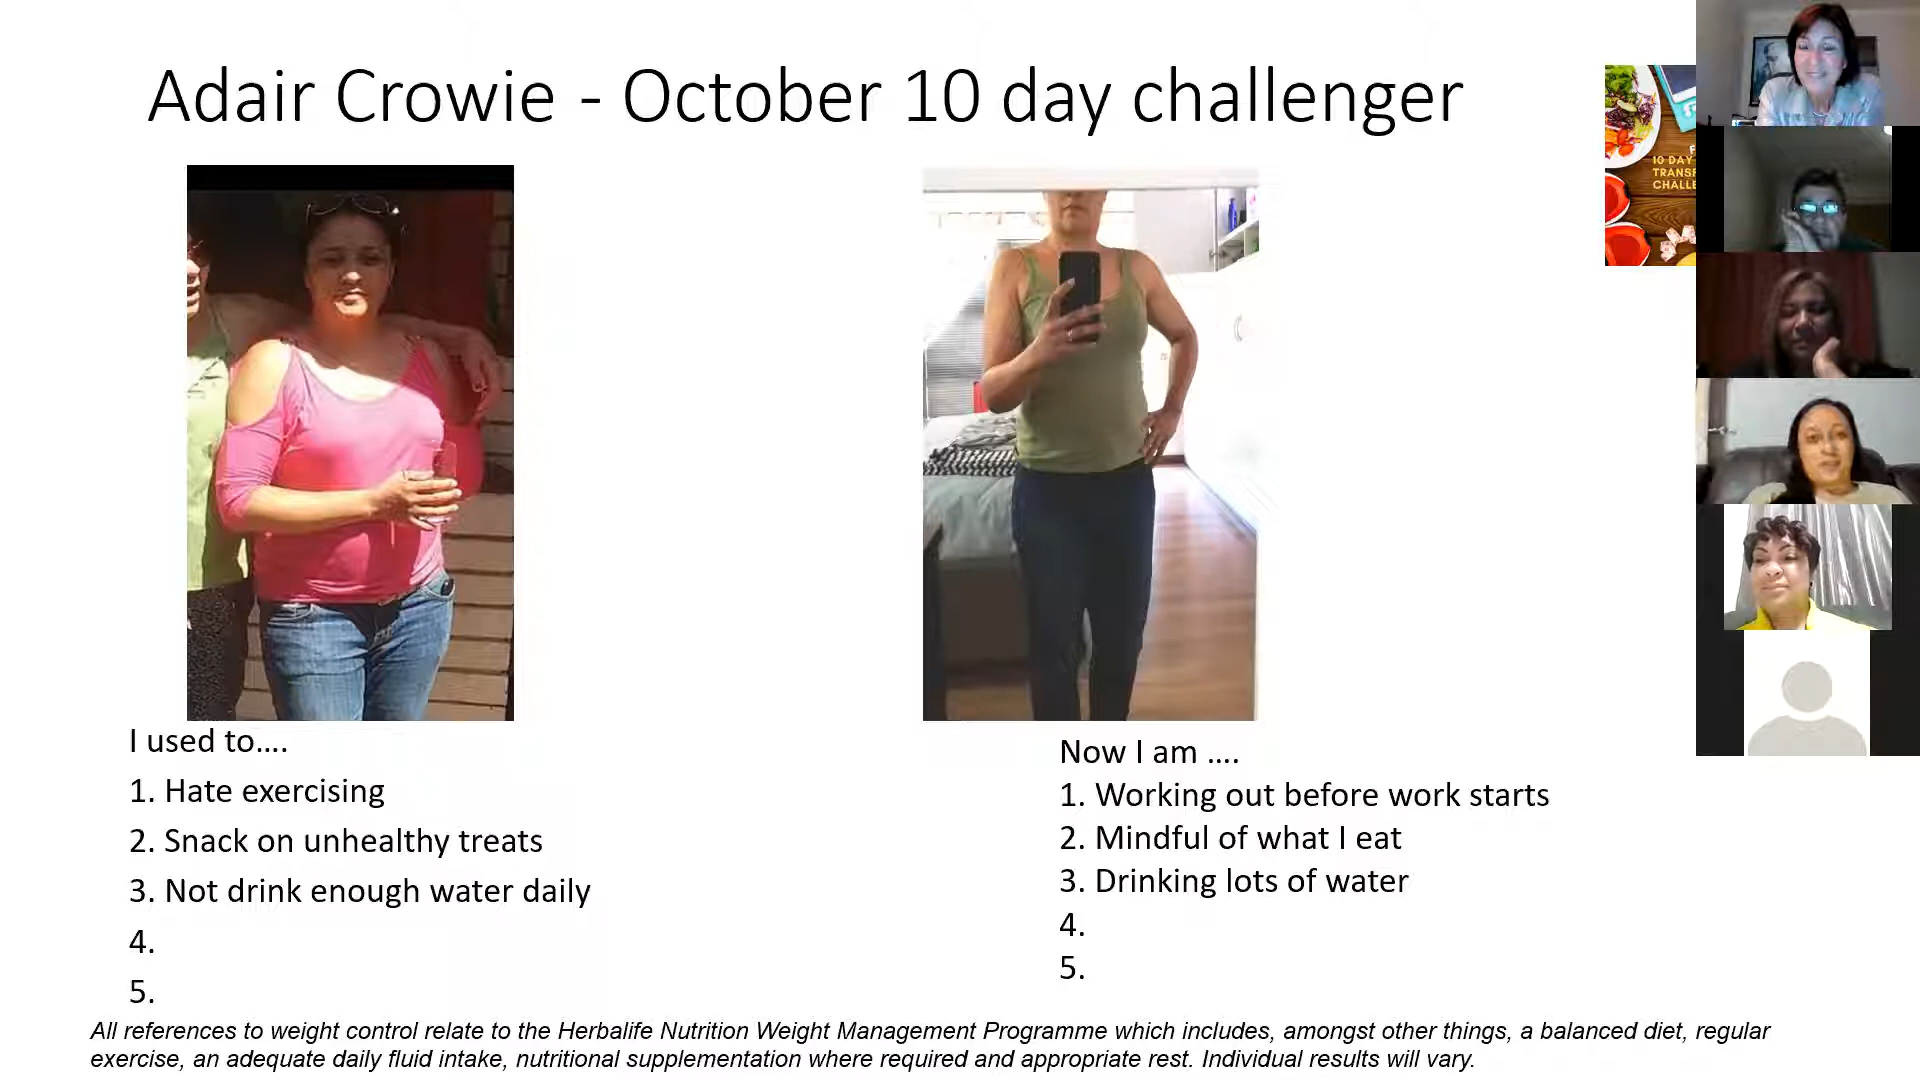 Adair Crowie - October 10 day challenger
10 DAY
I used to....
1. Hate exercising
2. Snack on unhealthy treats
3. Not drink enough water daily
4.
5.
Now I am ....
1. Working out before work starts
2. Mindful of what I eat
3. Drinking lots of water
4.
5.
All references to weight control relate to the Herbalife Nutrition Weight Management Programme which includes, amongst other things, a balanced diet, regular
exercise, an adequate daily fluid intake, nutritional supplementation where required and appropriate rest. Individual results will vary.